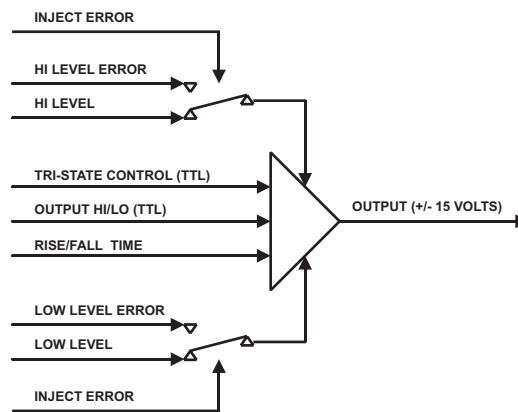 INJECT ERROR
HI LEVEL ERROR
HI LEVEL
TRI-STATE CONTROL (TTL)
OUTPUT HI/LO (TTL)
OUTPUT (+/- 15 VOLTS)
RISE/FALL TIME
LOW LEVEL ERROR
LOW LEVEL
INJECT ERROR